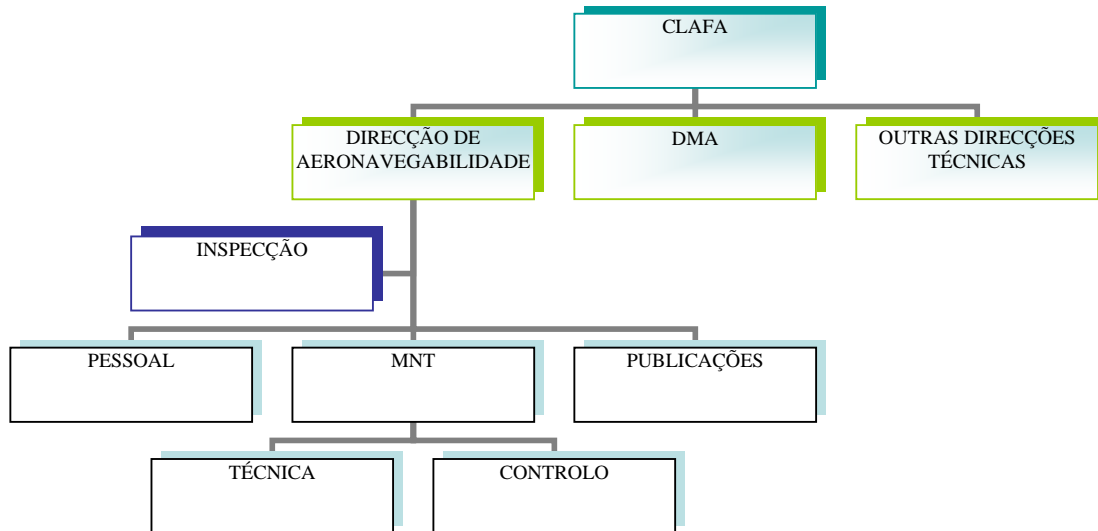 CLAFA
DIRECÇÃO DE
AERONAVEGABILIDADE
DMA
OUTRAS DIRECÇÕES
TÉCNICAS
INSPECÇÃO
PESSOAL
MNT
PUBLICAÇÕES
TÉCNICA
CONTROLO